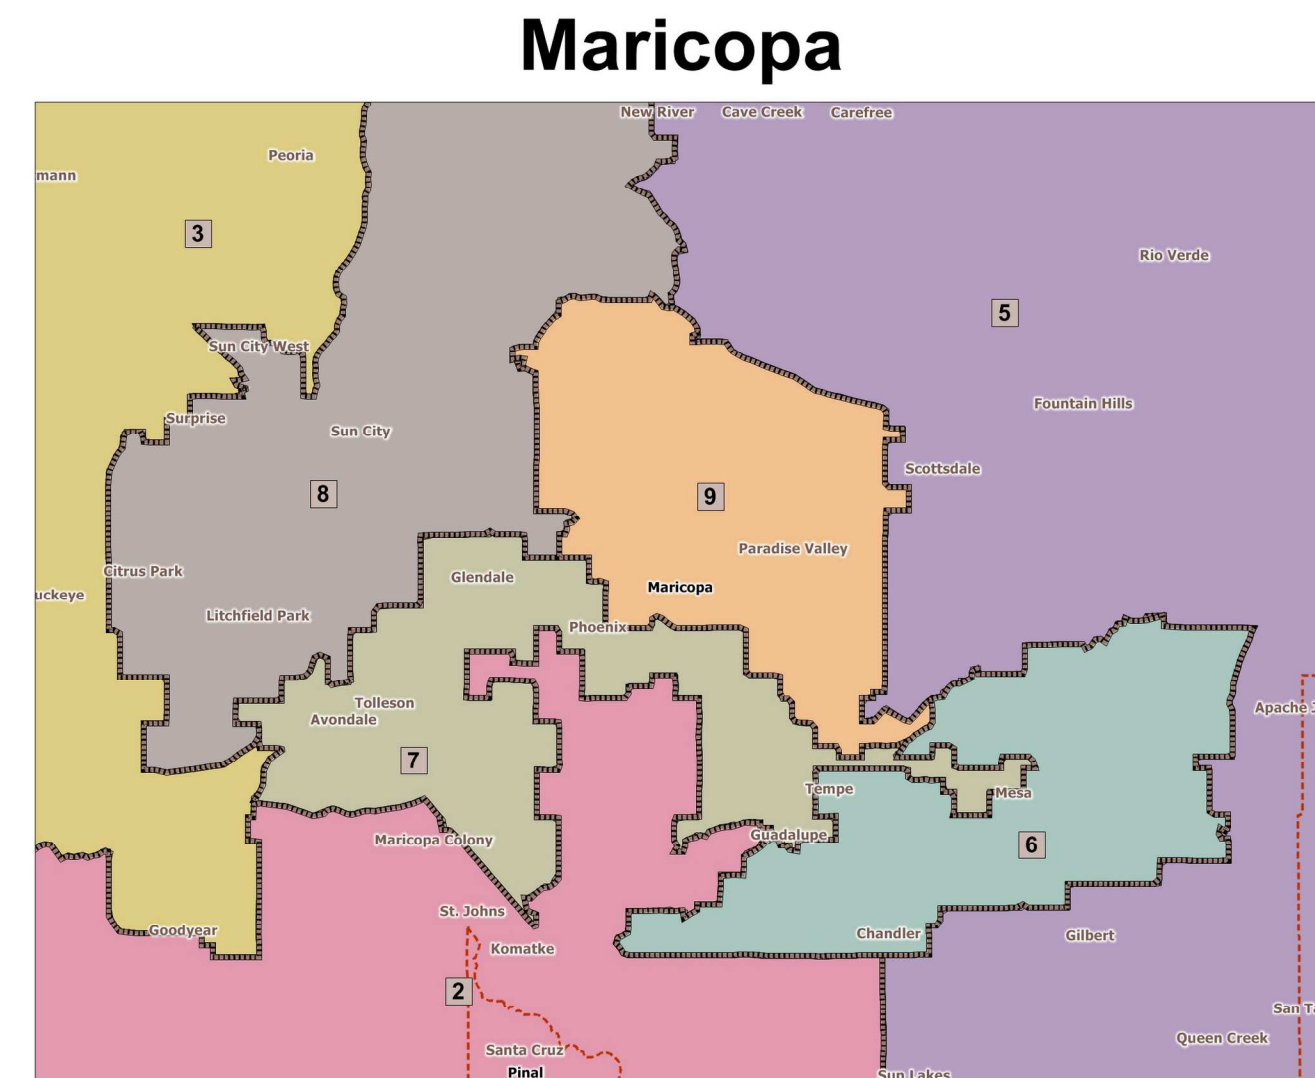 Maricopa
New River
Cave Creek
Carefree
Peoria
mann
3
Rio Verde
5
Sun City West
Fountain Hills
Surprise
Sun City
Scottsdale
8
9
Paradise Valley
Citrus Park
Glendale
Maricopa
uckeye
Litchfield Park
Phoenix
Tolleson
Avondale
Apache J
7
Tempe
Mesa
Guadalupe
Maricopa Colony
6
St. Johns
Goodyear
Chandler
Gilbert
Komatke
2
San T
Queen Creek
Santa Cruz
Pinal
Sun Lakes